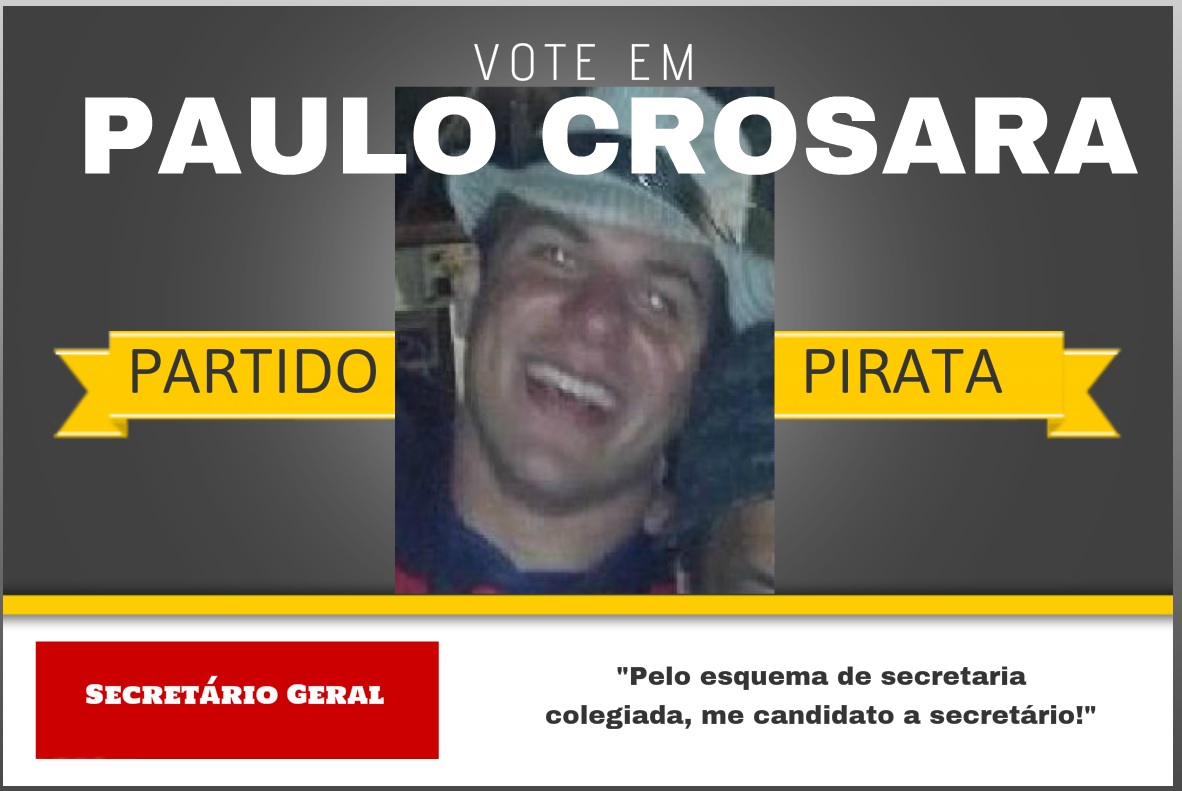 VOTE EM
PAULO CROSARA
PARTIDO PIRATA
Secretário Geral
"Pelo esquema de secretaria
colegiada, me candidato a secretário!"